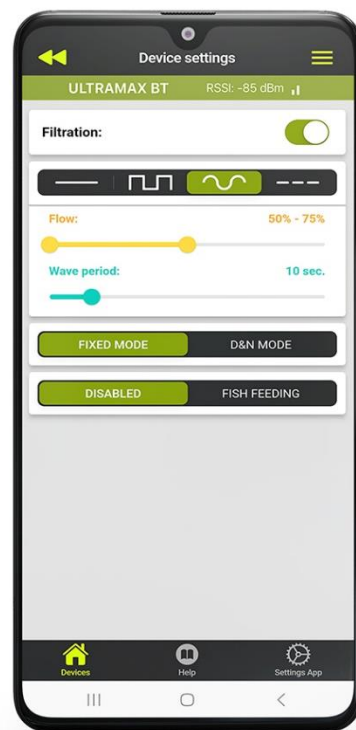 Device settings
ULTRAMAX BT RSSI: -85 dBm
Filtration:
Flow: 50% - 75%
Wave period: 10 sec.
FIXED MODE D&N MODE
DISABLED FISH FEEDING
Devices Help Settings App